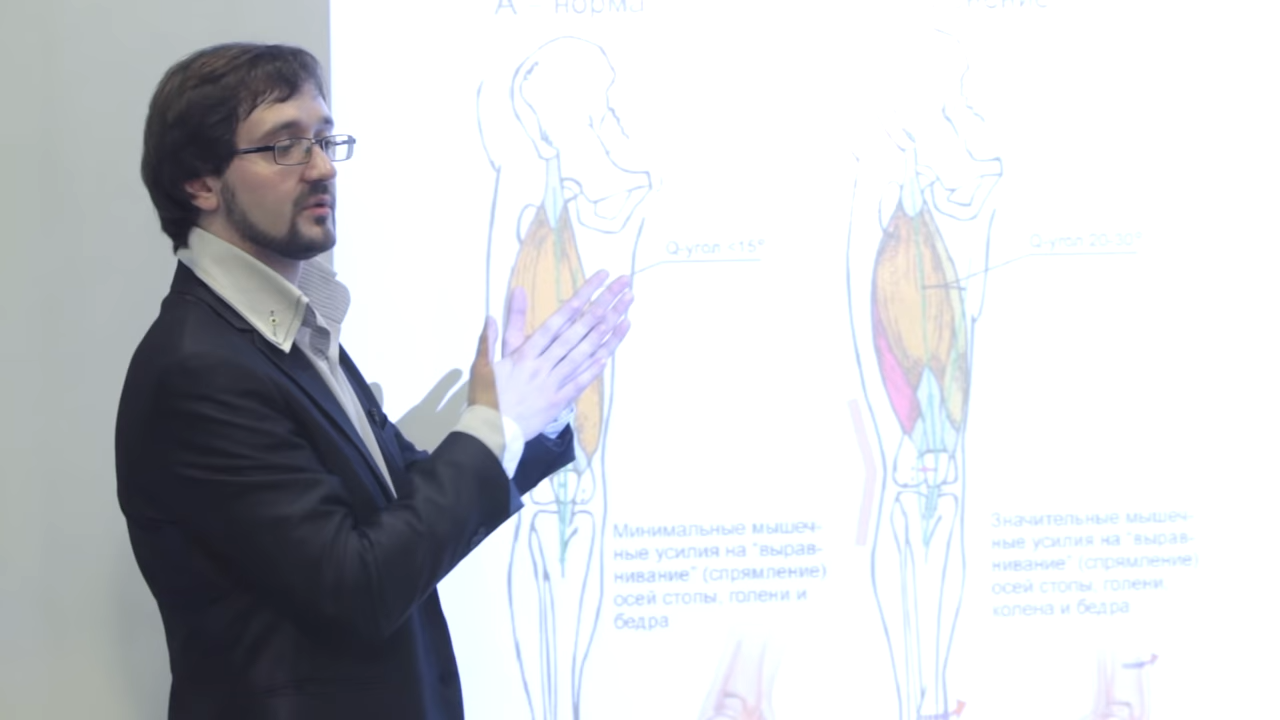 А норма
Q-угол <15°
Q-угол 20-30°
Минимальные мышеч-
ные усилия на "вырав-
нивание" (спрямление)
осей стопы, голени и
бедра
Значительные мышеч-
ные усилия на "вырав-
нивание" (спрямление)
осей стопы, голени,
колена и бедра